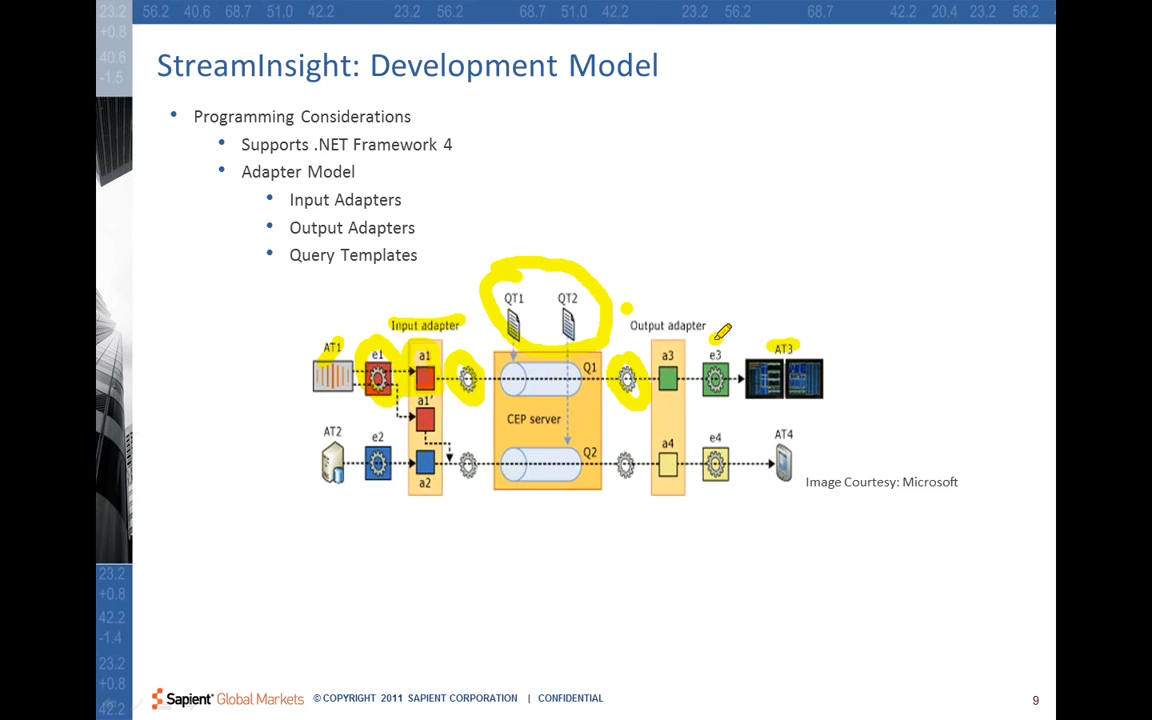 23.2 56.2 40.6 68.7 51.0 42.2 23.2 56.2 68.7 51.0 42.2 23.2 56.2 68.7 42.2 20.4 23.2 56.2
+0.8
40.6
-1.5
StreamInsight: Development Model
• Programming Considerations
• Supports .NET Framework 4
• Adapter Model
• Input Adapters
• Output Adapters
• Query Templates
QT1 QT2
Input adapter Output adapter
AT1 e1 a1 Q1 a3 e3 AT3
a1'
CEP server
AT2 e2 a2 Q2 a4 e4 AT4
Image Courtesy: Microsoft
23.2
+0.8
42.2
-1.4
23.2
+0.8
42.2
Sapient Global Markets © COPYRIGHT 2011 SAPIENT CORPORATION | CONFIDENTIAL 9